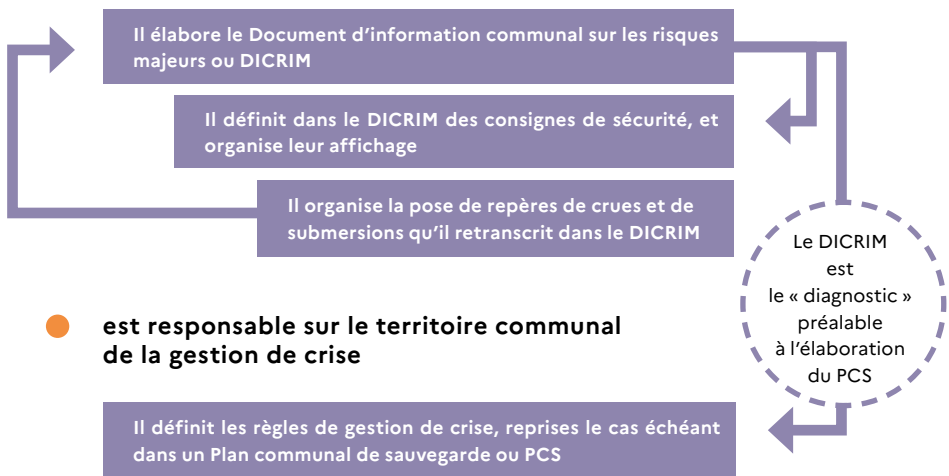 Il élabore le Document d'information communal sur les risques
majeurs ou DICRIM
Il définit dans le DICRIM des consignes de sécurité, et
organise leur affichage
Il organise la pose de repères de crues et de
submersions qu'il retranscrit dans le DICRIM
Le DICRIM
est
le « diagnostic »
préalable
à l'élaboration
du PCS
est responsable sur le territoire communal
de la gestion de crise
Il définit les règles de gestion de crise, reprises le cas échéant
dans un Plan communal de sauvegarde ou PCS